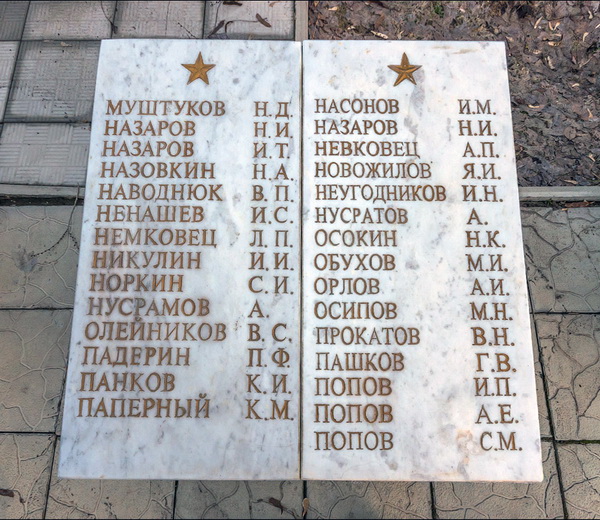 МУШТУКОВ Н.Д.
НАЗАРОВ Н.И.
НАЗАРОВ И.Т.
НАЗОВКИН Н.А.
НАВОДНЮК В.П.
НЕНАШЕВ И.С.
НЕМКОВЕЦ Л.П.
НИКУЛИН И.И.
НОРКИН С.И.
НУСРАМОВ А.
ОЛЕЙНИКОВ В.С.
ПАДЕРИН П.Ф.
ПАНКОВ К.И.
ПАПЕРНЫЙ К.М.
НАСОНОВ И.М.
НАЗАРОВ Н.И.
НЕВКОВЕЦ А.П.
НОВОЖИЛОВ Я.И.
НЕУГОДНИКОВ И.Н.
НУСРАТОВ А.
ОСОКИН Н.К.
ОБУХОВ М.И.
ОРЛОВ А.И.
ОСИПОВ М.Н.
ПРОКАТОВ В.Н.
ПАШКОВ Г.В.
ПОПОВ И.П.
ПОПОВ А.Е.
ПОПОВ С.М.